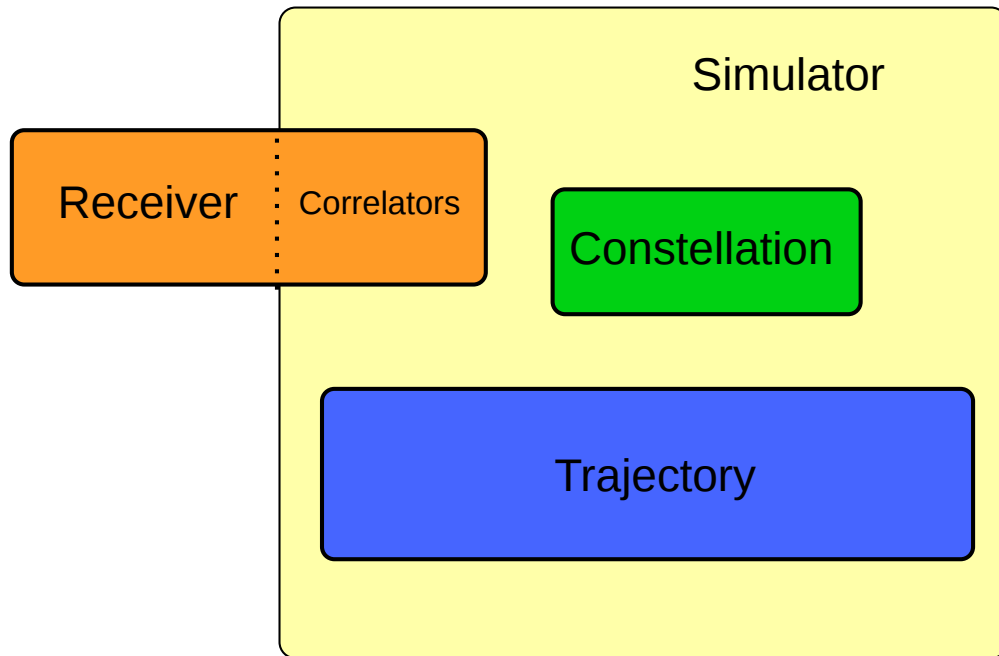 Simulator
Receiver
Correlators
Constellation
Trajectory